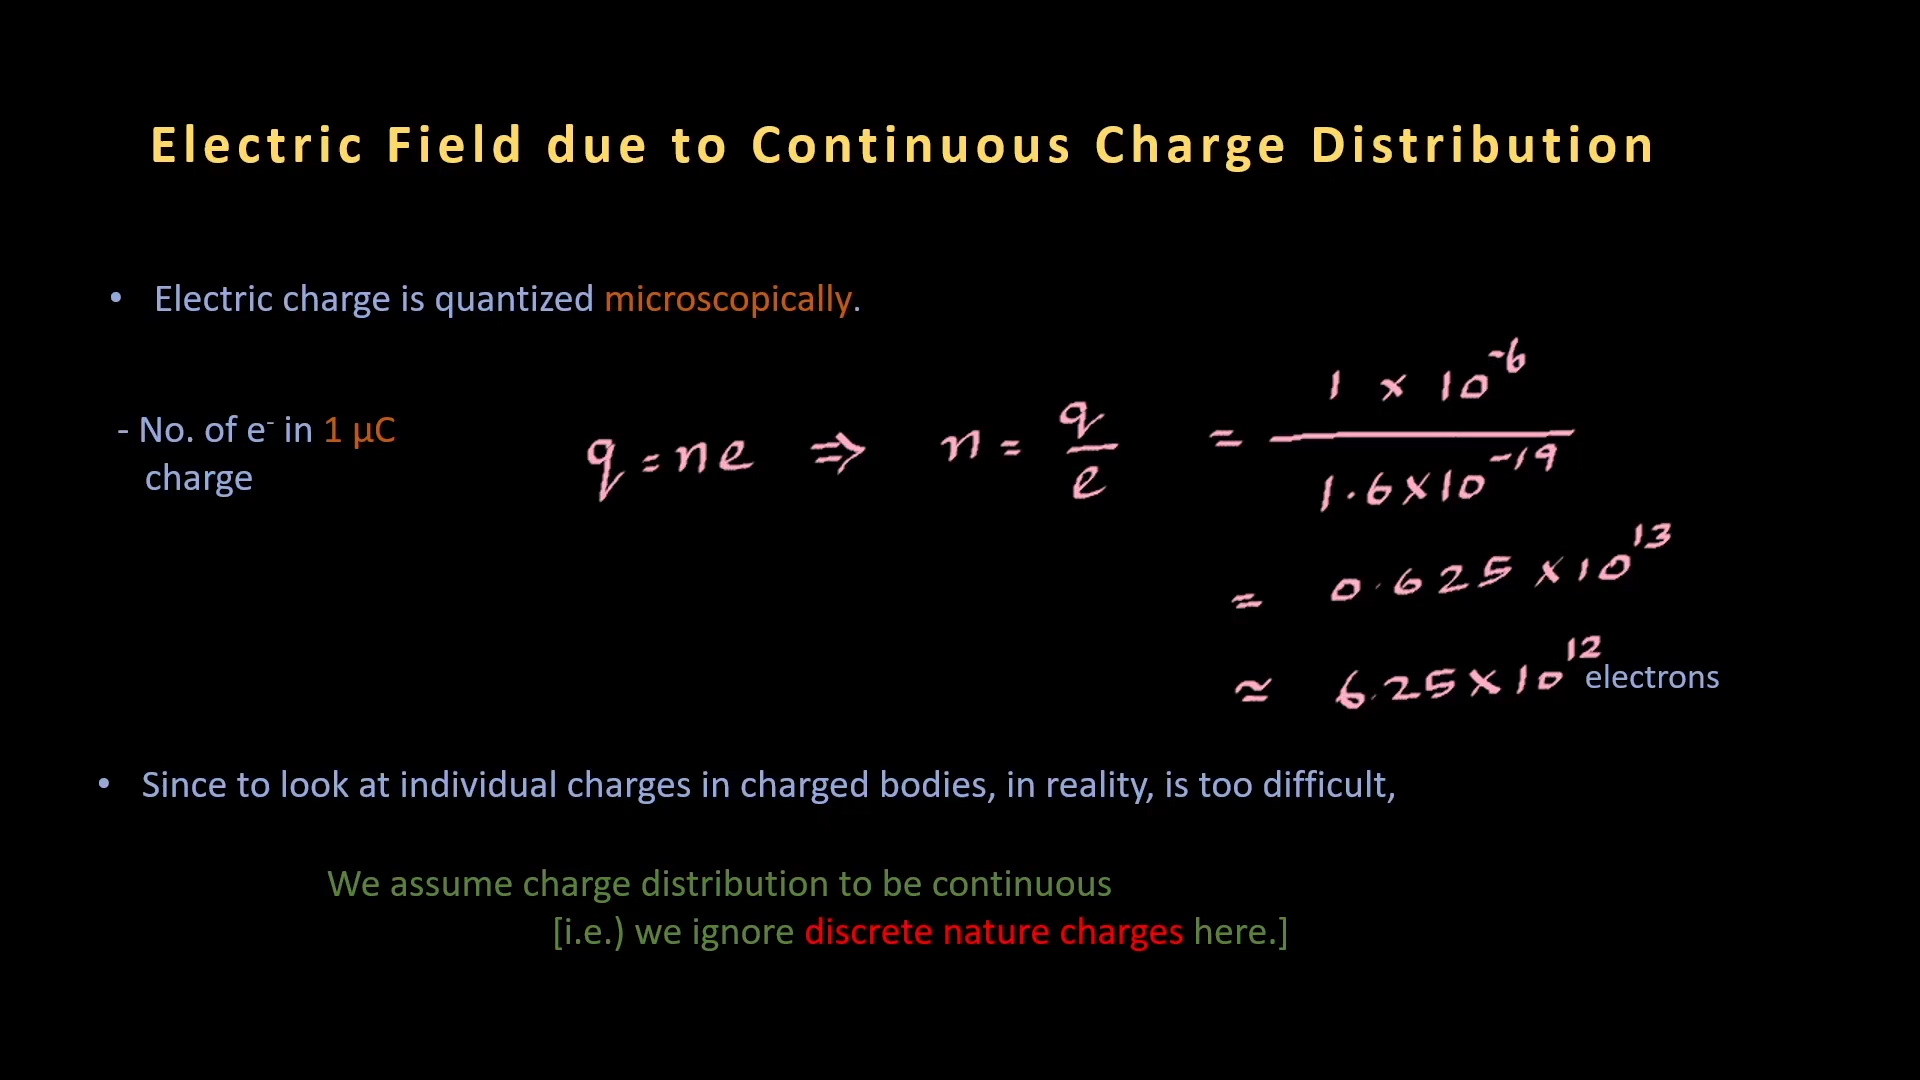 Electric Field due to Continuous Charge Distribution
• Electric charge is quantized microscopically.
- No. of e⁻ in 1 μC
charge
q = ne ⇒ n = q/e = 1 × 10⁻⁶ / 1.6 × 10⁻¹⁹
= 0.625 × 10¹³
≈ 6.25 × 10¹² electrons
• Since to look at individual charges in charged bodies, in reality, is too difficult,
We assume charge distribution to be continuous
[i.e.) we ignore discrete nature charges here.]